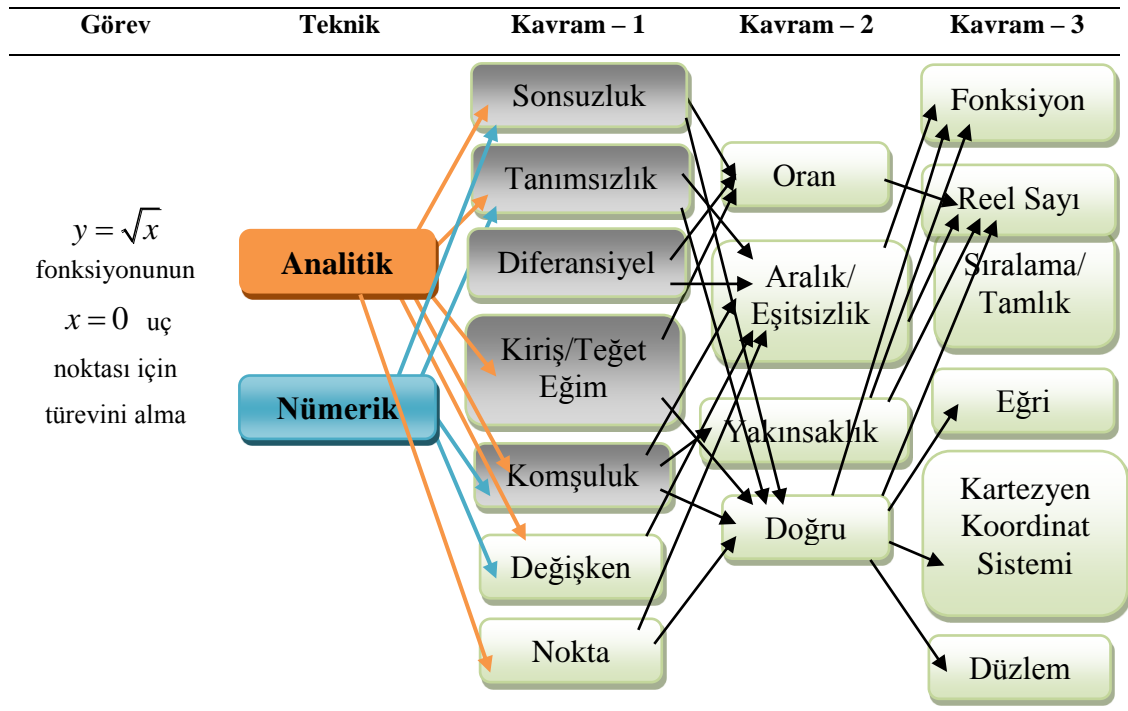 Görev Teknik Kavram – 1 Kavram – 2 Kavram – 3
y = √x
fonksiyonunun
x = 0 uç
noktası için
türevini alma
Analitik
Nümerik
Sonsuzluk
Tanımsızlık
Diferansiyel
Kiriş/Teğet
Eğim
Komşuluk
Değişken
Nokta
Oran
Aralık/
Eşitsizlik
Yakınsaklık
Doğru
Fonksiyon
Reel Sayı
Sıralama/
Tamlık
Eğri
Kartezyen
Koordinat
Sistemi
Düzlem